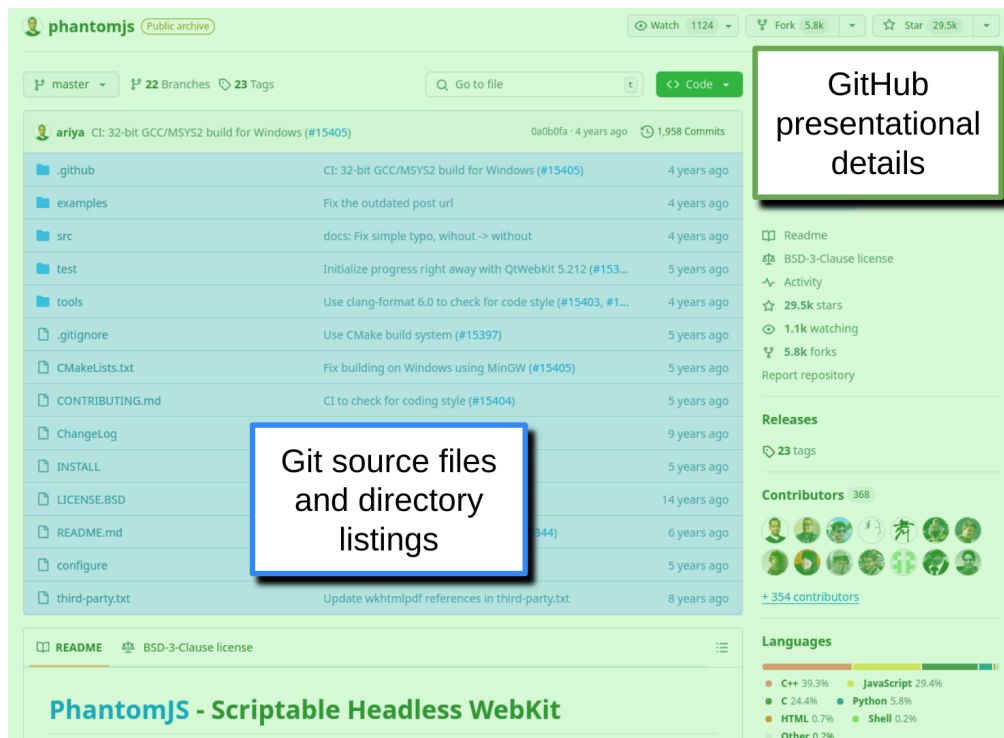 phantomjs Public archive
Watch 1124
Fork 5.8k
Star 29.5k
master
22 Branches
23 Tags
Go to file t
Code
GitHub
presentational
details
ariya CI: 32-bit GCC/MSYS2 build for Windows (#15405) 0a0b0fa · 4 years ago 1,958 Commits
.github CI: 32-bit GCC/MSYS2 build for Windows (#15405) 4 years ago
examples Fix the outdated post url 4 years ago
src docs: Fix simple typo, wihout -> without 4 years ago
test Initialize progress right away with QtWebKit 5.212 (#153... 5 years ago
tools Use clang-format 6.0 to check for code style (#15403, #1... 4 years ago
.gitignore Use CMake build system (#15397) 5 years ago
CMakeLists.txt Fix building on Windows using MinGW (#15405) 5 years ago
CONTRIBUTING.md CI to check for coding style (#15404) 5 years ago
ChangeLog 9 years ago
INSTALL 5 years ago
LICENSE.BSD 14 years ago
README.md 344) 6 years ago
configure 5 years ago
third-party.txt Update wkhtmlpdf references in third-party.txt 8 years ago
Git source files
and directory
listings
README BSD-3-Clause license
PhantomJS - Scriptable Headless WebKit
Readme
BSD-3-Clause license
Activity
29.5k stars
1.1k watching
5.8k forks
Report repository
Releases
23 tags
Contributors 368
+ 354 contributors
Languages
C++ 39.3% JavaScript 29.4%
C 24.4% Python 5.8%
HTML 0.7% Shell 0.2%
Other 0.2%